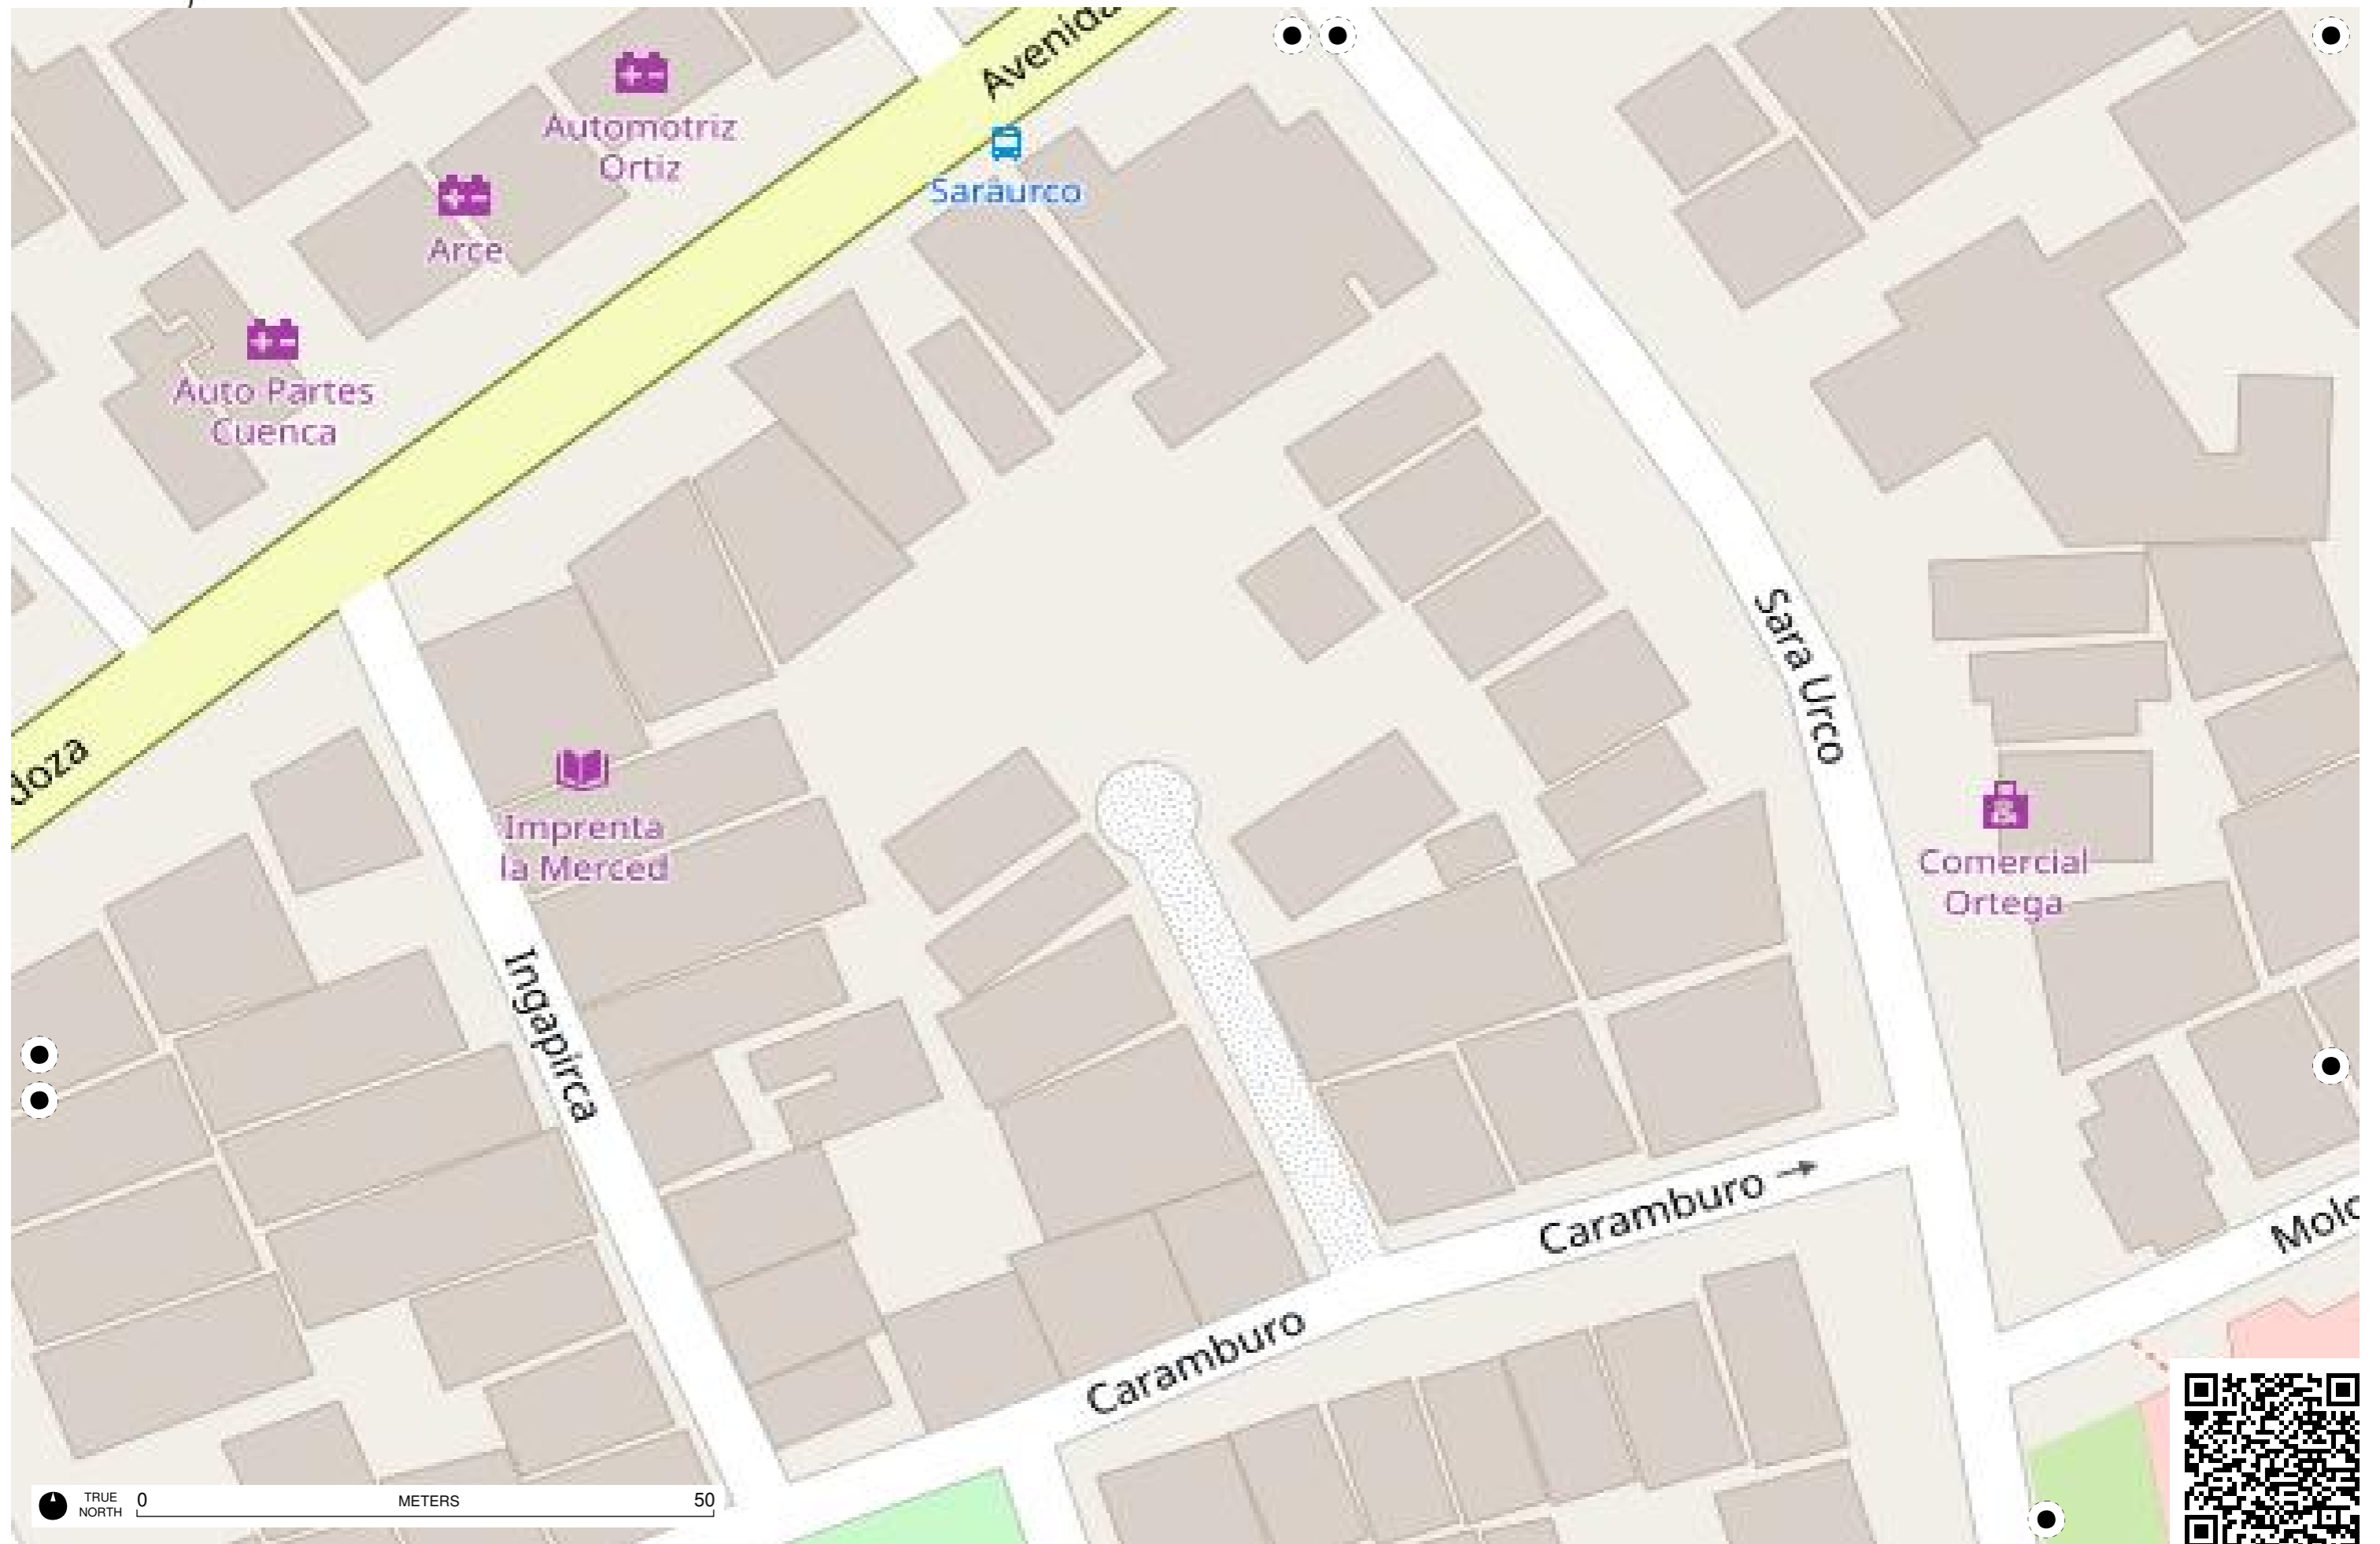 Avenida
Automotriz
Ortiz
Saraurco
Arce
Auto Partes
Cuenca
Sara Urco
doza
Imprenta
la Merced
Comercial
Ortega
Ingapirca
Caramburo →
Molo
Caramburo
TRUE
NORTH
0 METERS 50